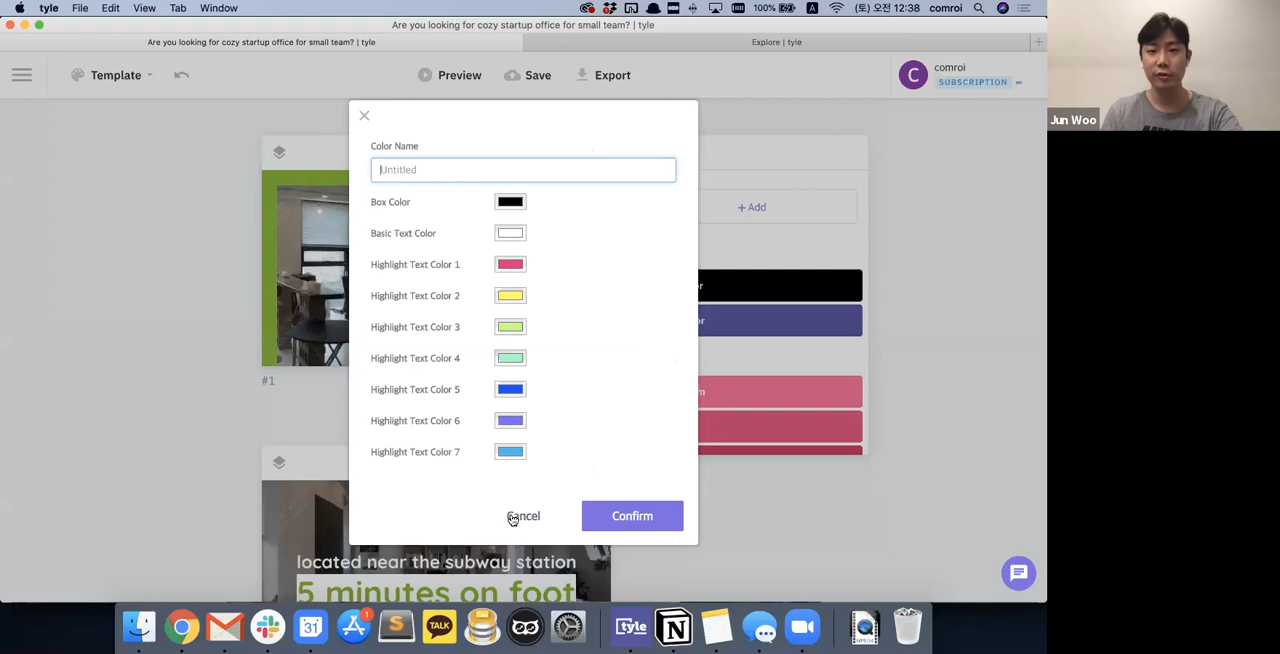 tyle File Edit View Tab Window 100% A (토) 오전 12:38 comroi
Are you looking for cozy startup office for small team? | tyle
Are you looking for cozy startup office for small team? | tyle Explore | tyle
Template Preview Save Export C comroi
SUBSCRIPTION
Jun Woo
Color Name
Untitled
+ Add
Box Color
Basic Text Color
Highlight Text Color 1
Highlight Text Color 2
Highlight Text Color 3
Highlight Text Color 4
#1
Highlight Text Color 5
Highlight Text Color 6
Highlight Text Color 7
Cancel Confirm
located near the subway station
5 minutes on foot
31 1 S TALK tyle N MPEG4